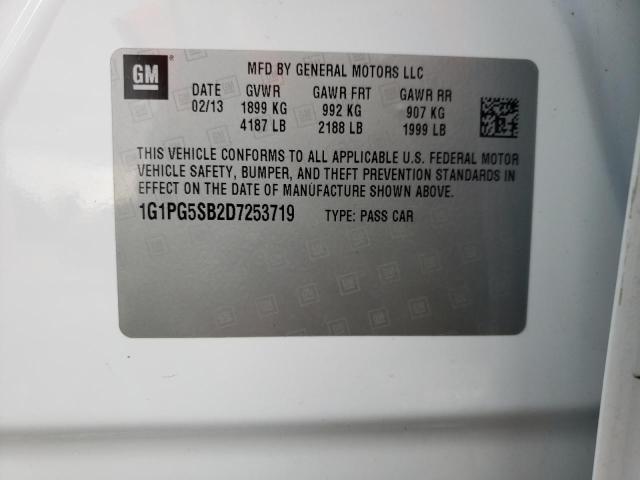 GM
MFD BY GENERAL MOTORS LLC
DATE GVWR GAWR FRT GAWR RR
02/13 1899 KG 992 KG 907 KG
4187 LB 2188 LB 1999 LB
THIS VEHICLE CONFORMS TO ALL APPLICABLE U.S. FEDERAL MOTOR
VEHICLE SAFETY, BUMPER, AND THEFT PREVENTION STANDARDS IN
EFFECT ON THE DATE OF MANUFACTURE SHOWN ABOVE.
1G1PG5SB2D7253719 TYPE: PASS CAR